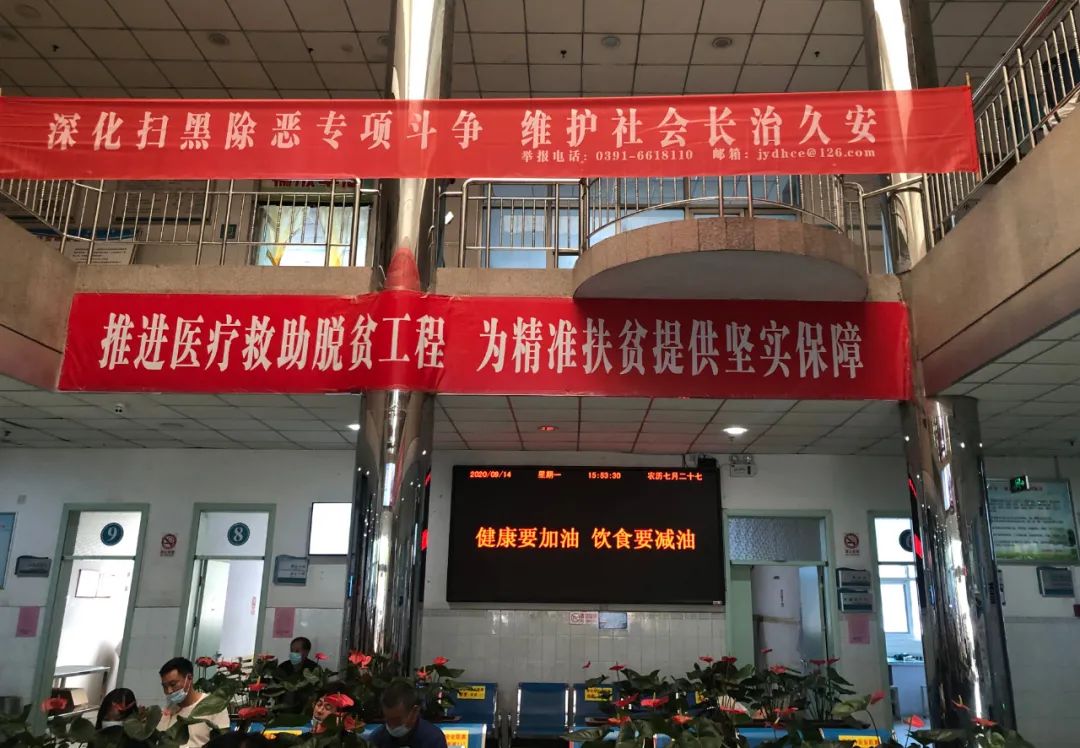 深化扫黑除恶专项斗争 维护社会长治久安
举报电话：0391-6618110 邮箱：jydhce@126.com
推进医疗救助脱贫工程 为精准扶贫提供坚实保障
2020/09/14 星期一 15:53:30 农历七月二十七
健康要加油 饮食要减油
9
8